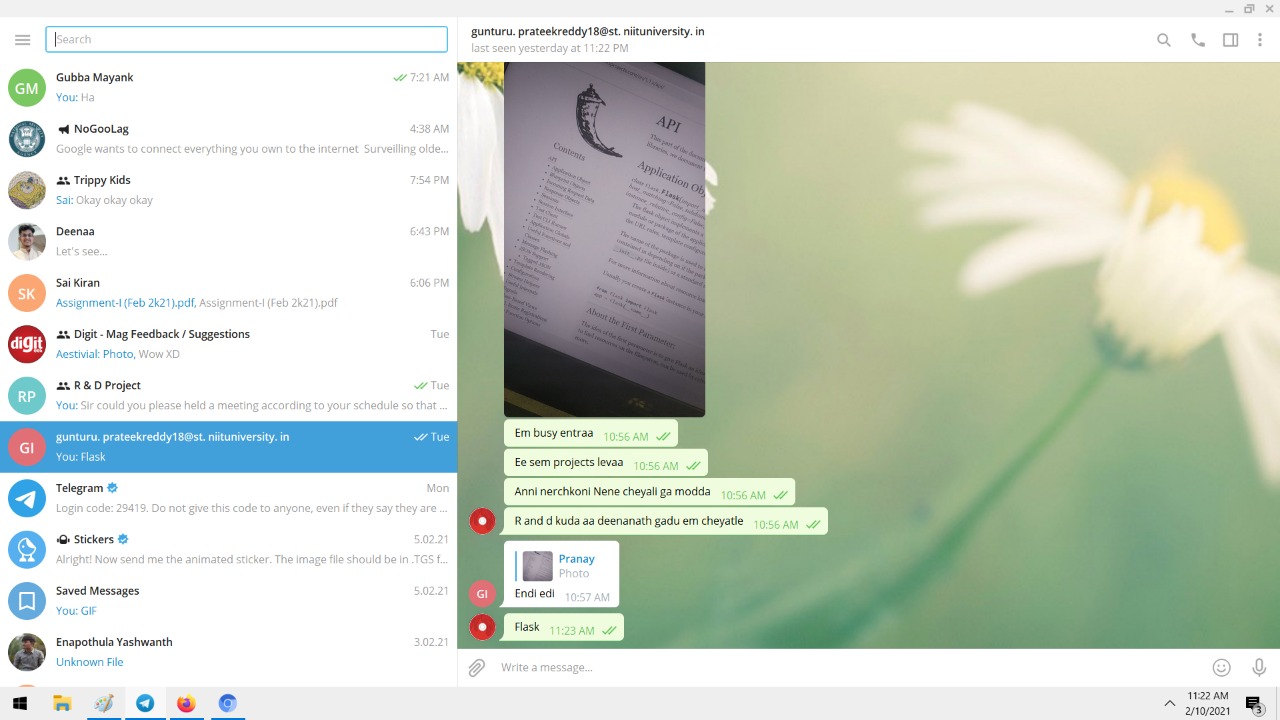 Search
GM
Gubba Mayank
7:21 AM
You: Ha
NoGooLag
4:38 AM
Google wants to connect everything you own to the internet Surveilling olde...
Trippy Kids
7:54 PM
Sai: Okay okay okay
Deenaa
6:43 PM
Let's see...
SK
Sai Kiran
6:06 PM
Assignment-I (Feb 2k21).pdf, Assignment-I (Feb 2k21).pdf
digit
Digit - Mag Feedback / Suggestions
Tue
Aestivial: Photo, Wow XD
RP
R & D Project
Tue
You: Sir could you please held a meeting according to your schedule so that ...
GI
gunturu. prateekreddy18@st. niituniversity. in
Tue
You: Flask
Telegram
Mon
Login code: 29419. Do not give this code to anyone, even if they say they are ...
Stickers
5.02.21
Alright! Now send me the animated sticker. The image file should be in .TGS f...
Saved Messages
5.02.21
You: GIF
Enapothula Yashwanth
3.02.21
Unknown File
gunturu. prateekreddy18@st. niituniversity. in
last seen yesterday at 11:22 PM
API
Contents
Application Obj
About the First Parameter:
Em busy entraa 10:56 AM
Ee sem projects levaa 10:56 AM
Anni nerchkoni Nene cheyali ga modda 10:56 AM
R and d kuda aa deenanath gadu em cheyatle 10:56 AM
Pranay
Photo
GI
Endi edi 10:57 AM
Flask 11:23 AM
Write a message...
11:22 AM
2/10/2021
3